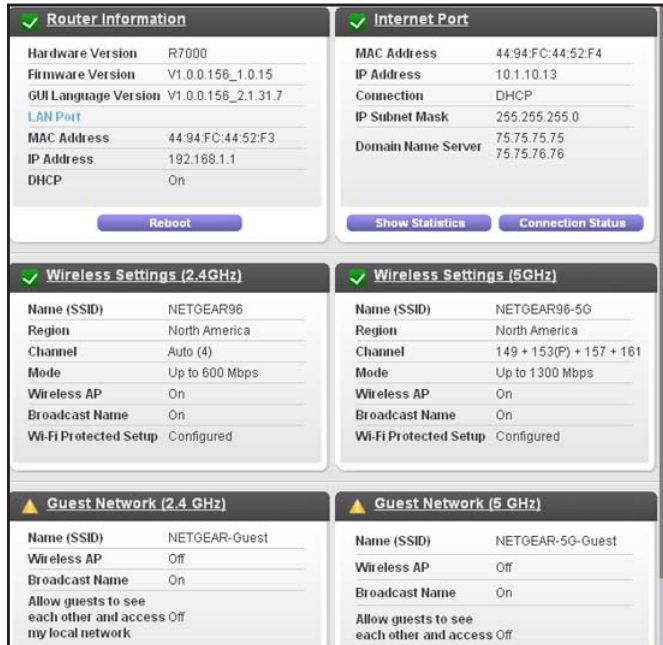 Router Information
Hardware Version R7000
Firmware Version V1.0.0.156_1.0.15
GUI Language Version V1.0.0.156_2.1.31.7
LAN Port
MAC Address 44:94:FC:44:52:F3
IP Address 192.168.1.1
DHCP On
Reboot
Internet Port
MAC Address 44:94:FC:44:52:F4
IP Address 10.1.10.13
Connection DHCP
IP Subnet Mask 255.255.255.0
Domain Name Server 75.75.75.75
75.75.76.76
Show Statistics Connection Status
Wireless Settings (2.4GHz)
Name (SSID) NETGEAR96
Region North America
Channel Auto (4)
Mode Up to 600 Mbps
Wireless AP On
Broadcast Name On
Wi-Fi Protected Setup Configured
Wireless Settings (5GHz)
Name (SSID) NETGEAR96-5G
Region North America
Channel 149 + 153(P) + 157 + 161
Mode Up to 1300 Mbps
Wireless AP On
Broadcast Name On
Wi-Fi Protected Setup Configured
Guest Network (2.4 GHz)
Name (SSID) NETGEAR-Guest
Wireless AP Off
Broadcast Name On
Allow guests to see
each other and access Off
my local network
Guest Network (5 GHz)
Name (SSID) NETGEAR-5G-Guest
Wireless AP Off
Broadcast Name On
Allow guests to see
each other and access Off